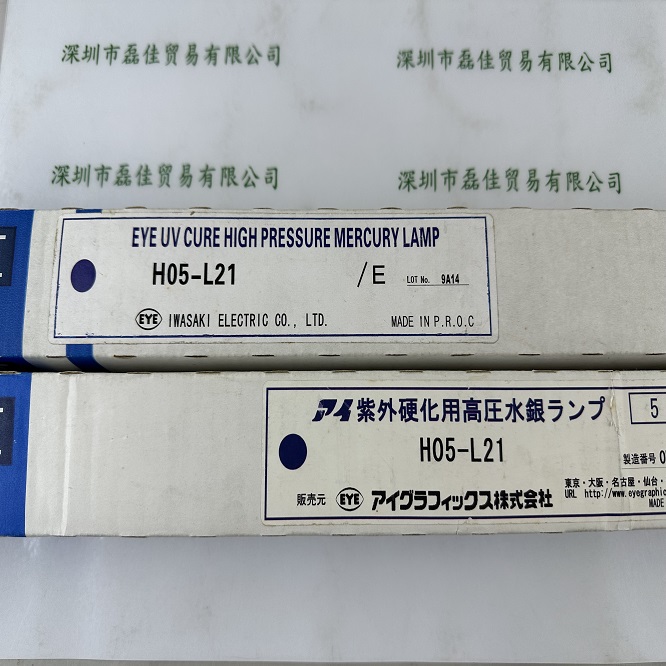 深圳市磊佳贸易有限公司
深圳市磊佳贸易有限公司
深圳市磊佳贸易有限公司
深圳市磊佳贸易有限公司
EYE UV CURE HIGH PRESSURE MERCURY LAMP
H05-L21 /E LOT No. 9A14
EYE IWASAKI ELECTRIC CO., LTD. MADE IN P.R.O.C
アイ 紫外硬化用高圧水銀ランプ 5
H05-L21
製造番号
販売元 EYE アイグラフィックス株式会社
東京・大阪・名古屋・仙台・
URL http://www.eyegraphic
MADE